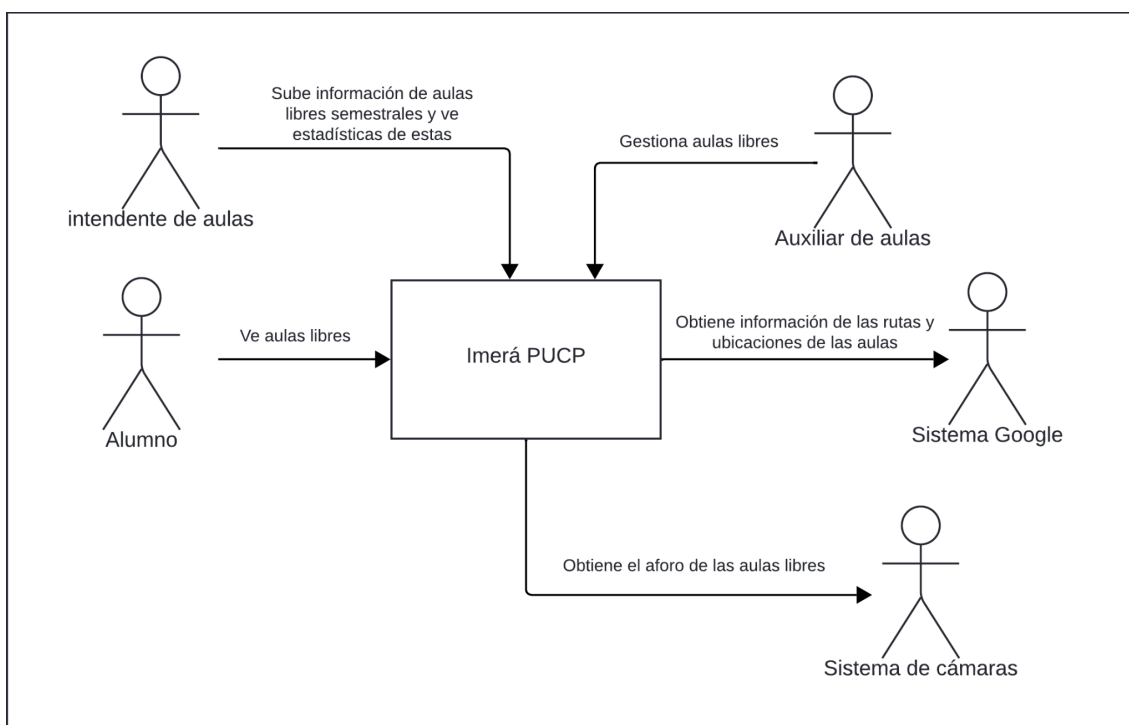 Sube información de aulas
libres semestrales y ve
estadísticas de estas
Gestiona aulas libres
intendente de aulas
Auxiliar de aulas
Ve aulas libres
Imerá PUCP
Obtiene información de las rutas y
ubicaciones de las aulas
Alumno
Sistema Google
Obtiene el aforo de las aulas libres
Sistema de cámaras